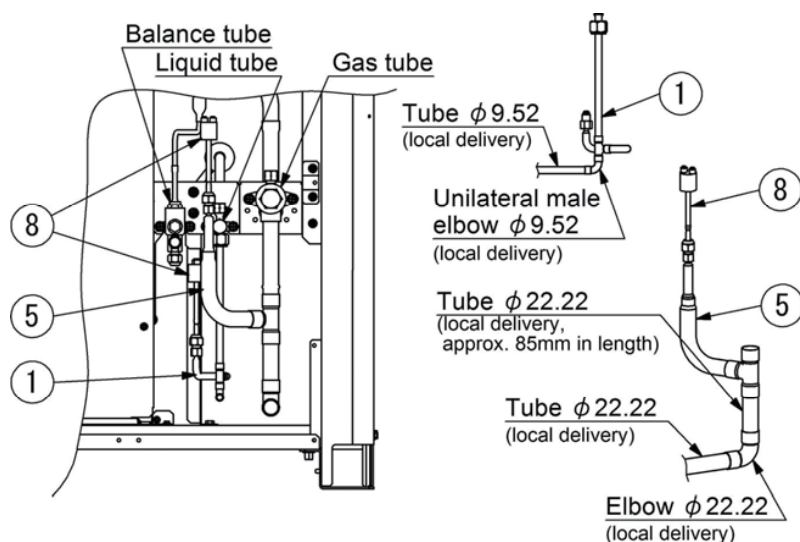 Balance tube
Liquid tube
Gas tube
8
5
1
Tube φ9.52
(local delivery)
1
Unilateral male
elbow φ9.52
(local delivery)
8
Tube φ22.22
(local delivery,
approx. 85mm in length)
5
Tube φ22.22
(local delivery)
Elbow φ22.22
(local delivery)